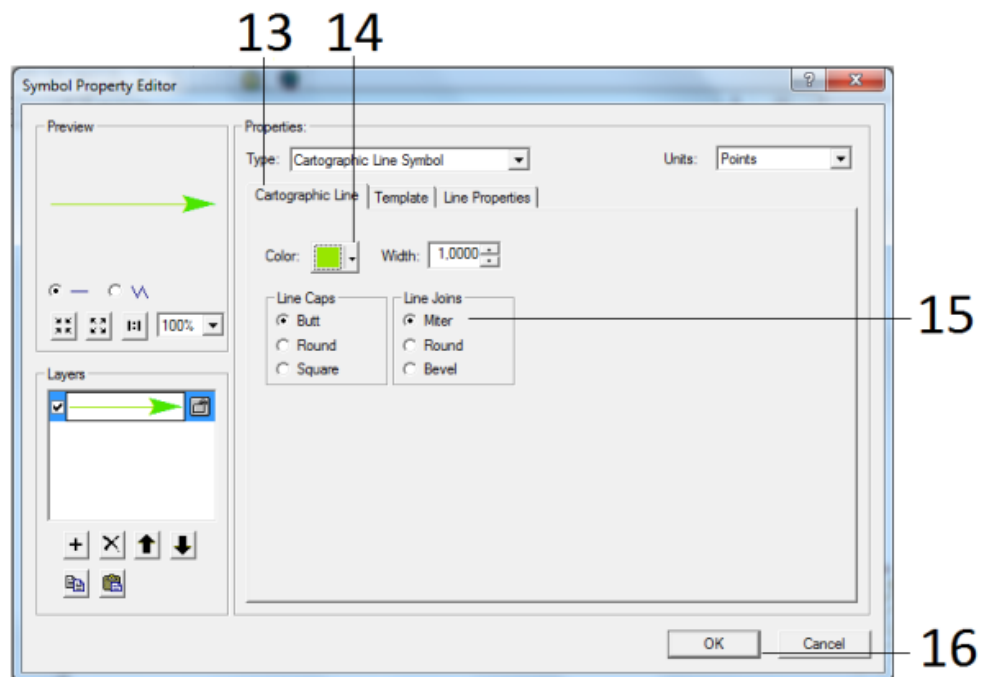 13 14
Symbol Property Editor
Preview
Properties:
Type: Cartographic Line Symbol
Units: Points
Cartographic Line Template Line Properties
Color: Width: 1,0000
Line Caps Line Joins
Butt Miter
Round Round
Square Bevel
15
1:1 100%
Layers
OK Cancel
16